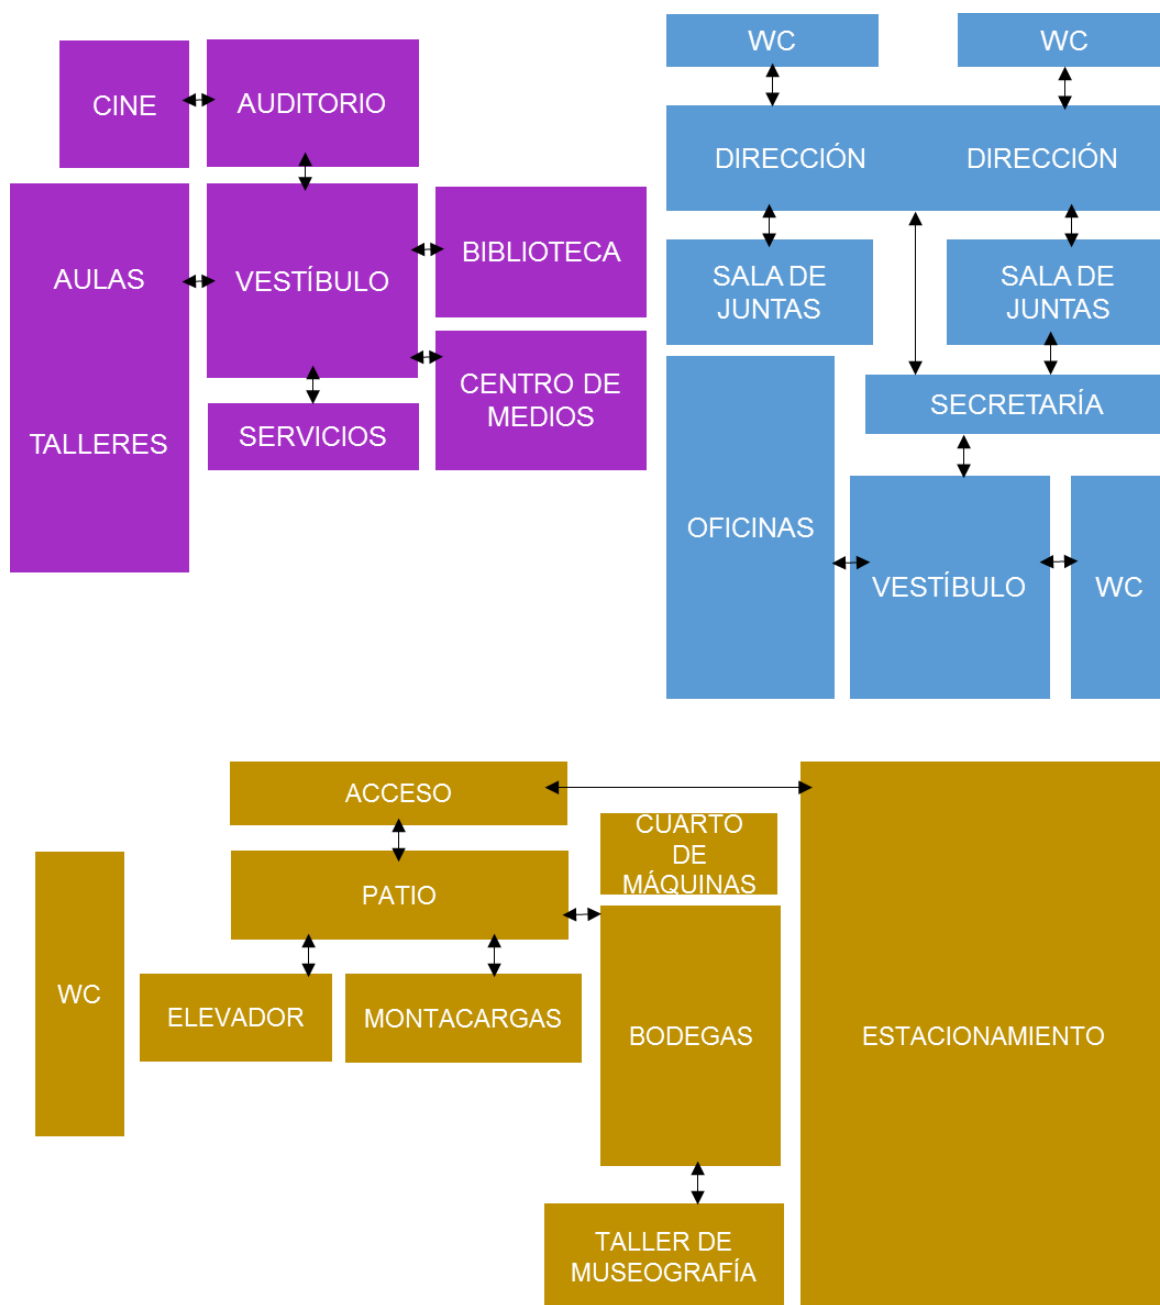 CINE
AUDITORIO
AULAS
TALLERES
VESTÍBULO
BIBLIOTECA
CENTRO DE
MEDIOS
SERVICIOS
WC
WC
DIRECCIÓN
DIRECCIÓN
SALA DE
JUNTAS
SALA DE
JUNTAS
SECRETARÍA
OFICINAS
VESTÍBULO
WC
ACCESO
CUARTO
DE
MÁQUINAS
PATIO
WC
ELEVADOR
MONTACARGAS
BODEGAS
ESTACIONAMIENTO
TALLER DE
MUSEOGRAFÍA